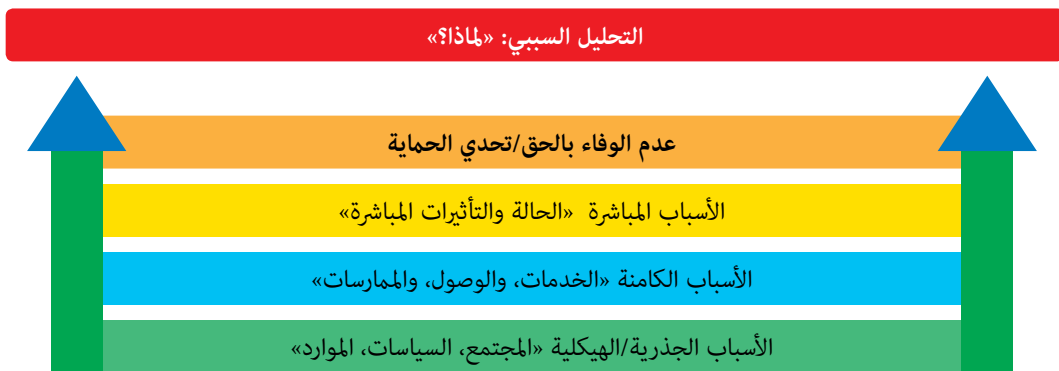 التحليل السببي: «لماذا؟»
عدم الوفاء بالحق/تحدي الحماية
الأسباب المباشرة «الحالة والتأثيرات المباشرة»
الأسباب الكامنة «الخدمات، والوصول، والممارسات»
الأسباب الجذرية/الهيكلية «المجتمع، السياسات، الموارد»